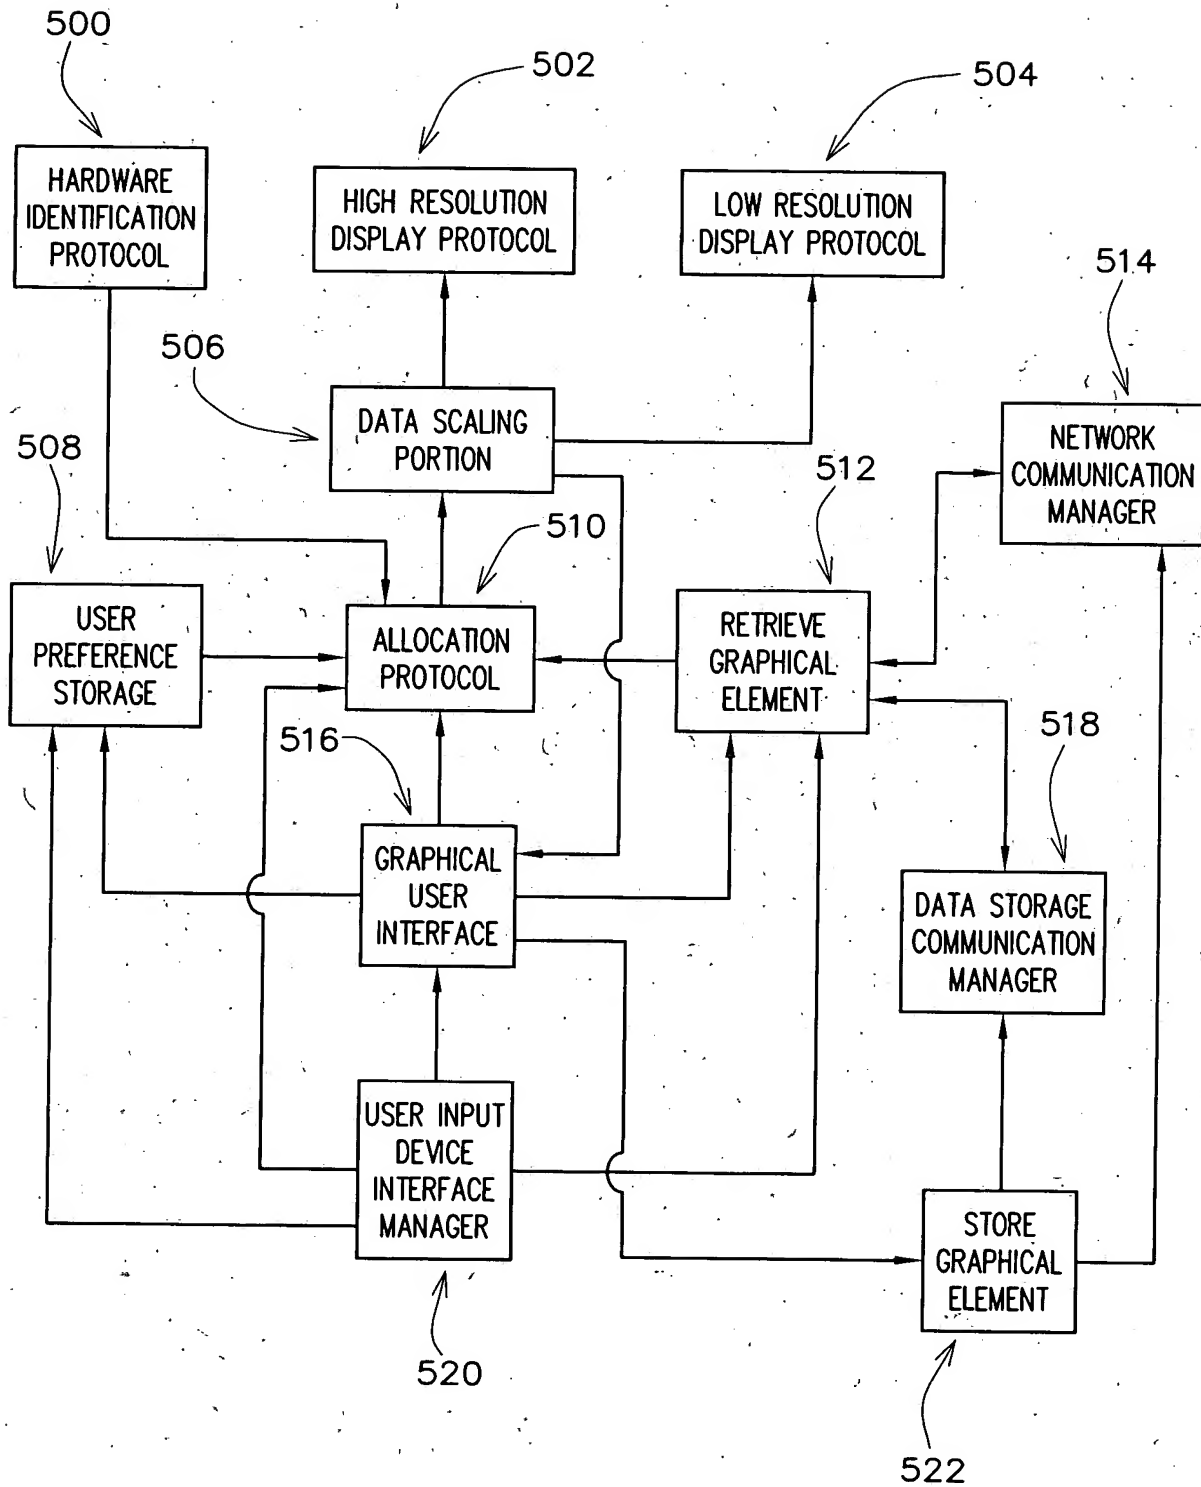 500
502
504
HARDWARE
IDENTIFICATION
PROTOCOL
HIGH RESOLUTION
DISPLAY PROTOCOL
LOW RESOLUTION
DISPLAY PROTOCOL
514
506
DATA SCALING
PORTION
NETWORK
COMMUNICATION
MANAGER
508
512
510
USER
PREFERENCE
STORAGE
ALLOCATION
PROTOCOL
RETRIEVE
GRAPHICAL
ELEMENT
516
518
GRAPHICAL
USER
INTERFACE
DATA STORAGE
COMMUNICATION
MANAGER
USER INPUT
DEVICE
INTERFACE
MANAGER
STORE
GRAPHICAL
ELEMENT
520
522